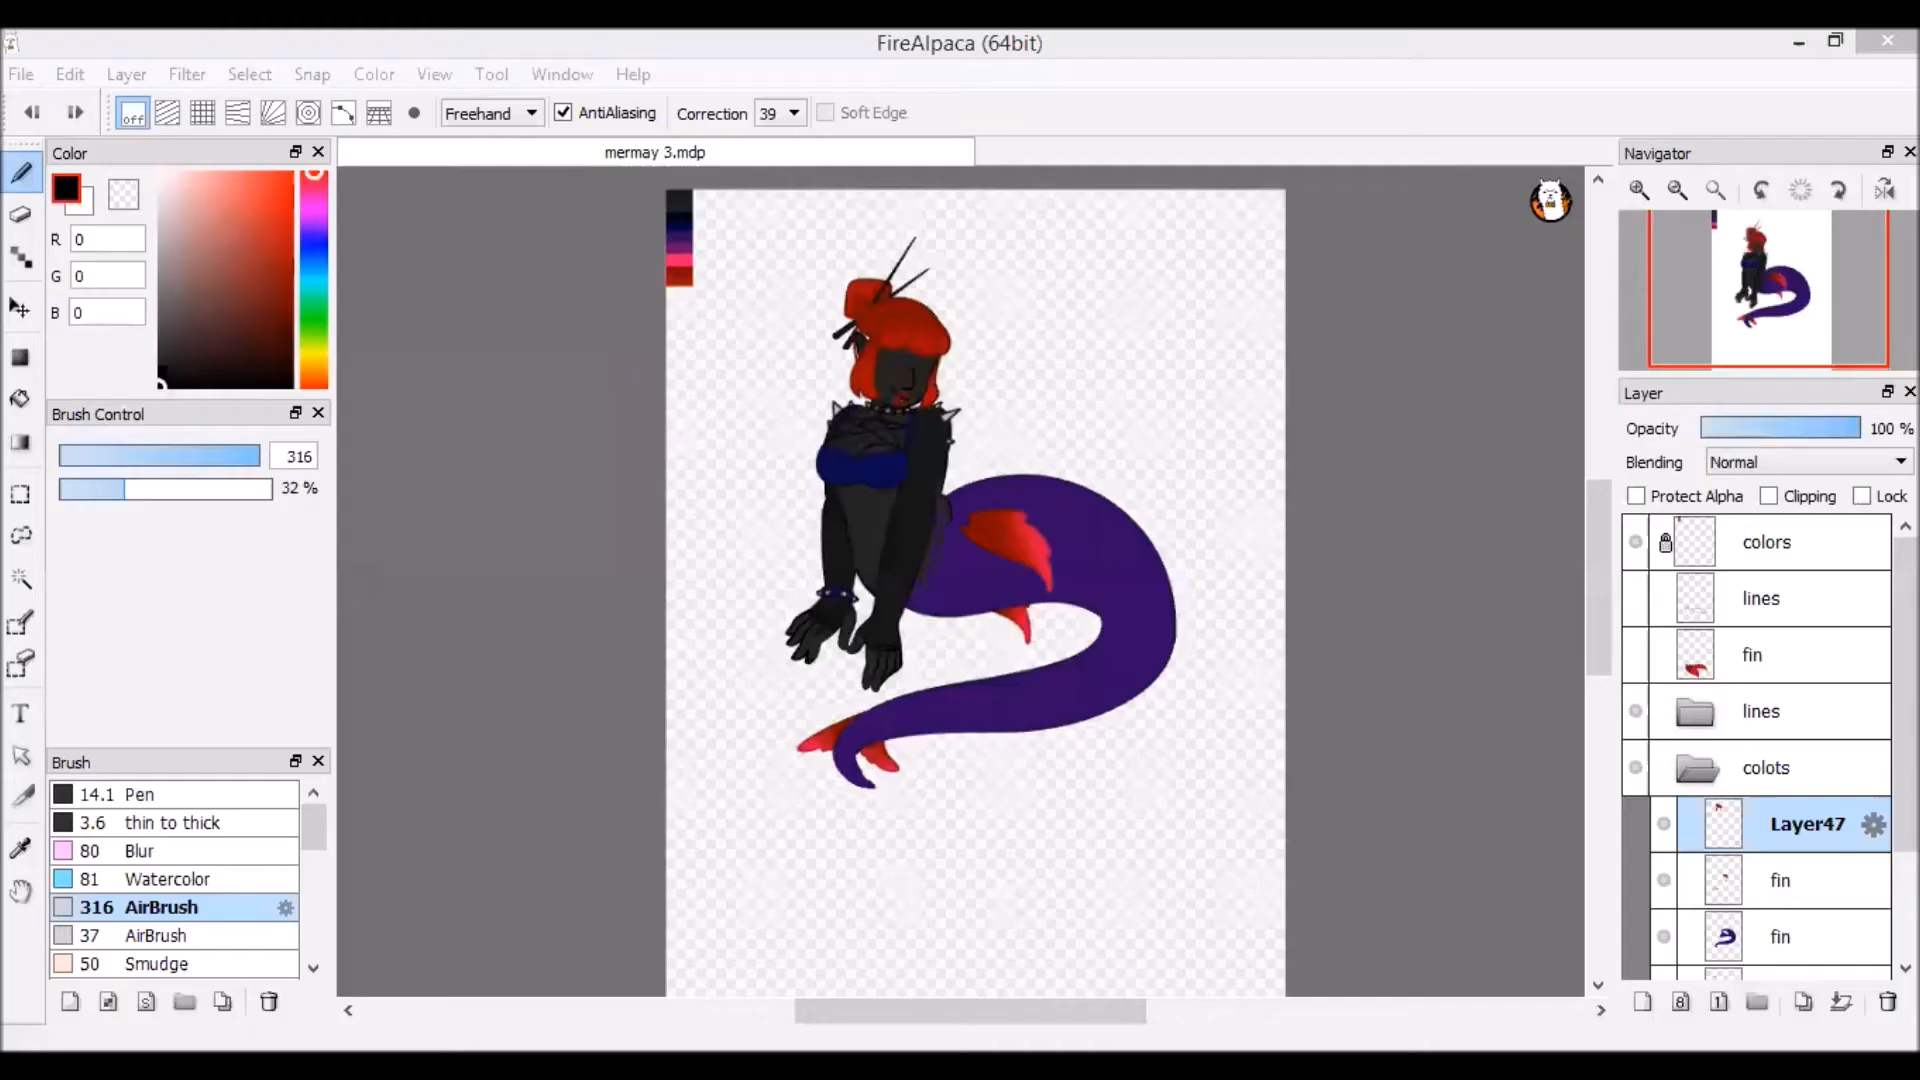 FireAlpaca (64bit)
File Edit Layer Filter Select Snap Color View Tool Window Help
off Freehand AntiAliasing Correction 39 Soft Edge
Color
mermay 3.mdp
Navigator
R 0
G 0
B 0
Layer
Brush Control
Opacity 100 %
316
Blending Normal
32 %
Protect Alpha Clipping Lock
colors
lines
fin
lines
Brush
colots
14.1 Pen
3.6 thin to thick
Layer47
80 Blur
81 Watercolor
fin
316 AirBrush
37 AirBrush
fin
50 Smudge
T
S
8
1